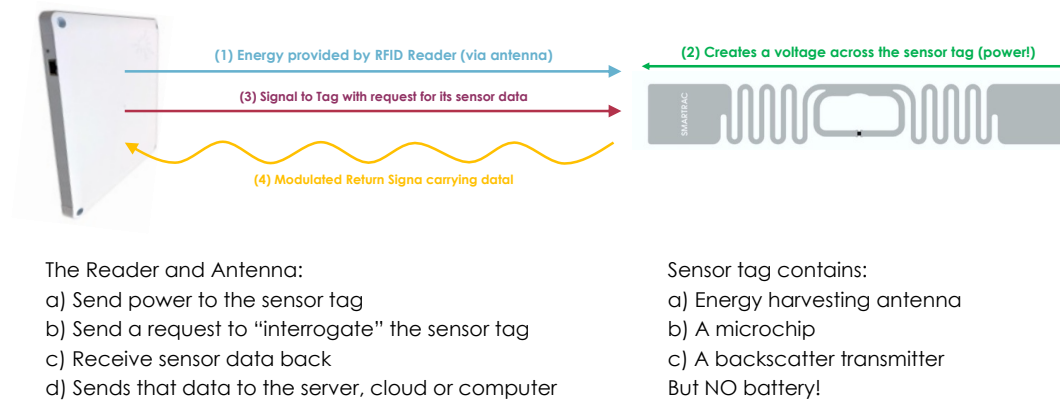 (1) Energy provided by RFID Reader (via antenna)
(2) Creates a voltage across the sensor tag (power!)
(3) Signal to Tag with request for its sensor data
SMARTRAC
(4) Modulated Return Signa carrying datal
The Reader and Antenna:
a) Send power to the sensor tag
b) Send a request to “interrogate” the sensor tag
c) Receive sensor data back
d) Sends that data to the server, cloud or computer
Sensor tag contains:
a) Energy harvesting antenna
b) A microchip
c) A backscatter transmitter
But NO battery!